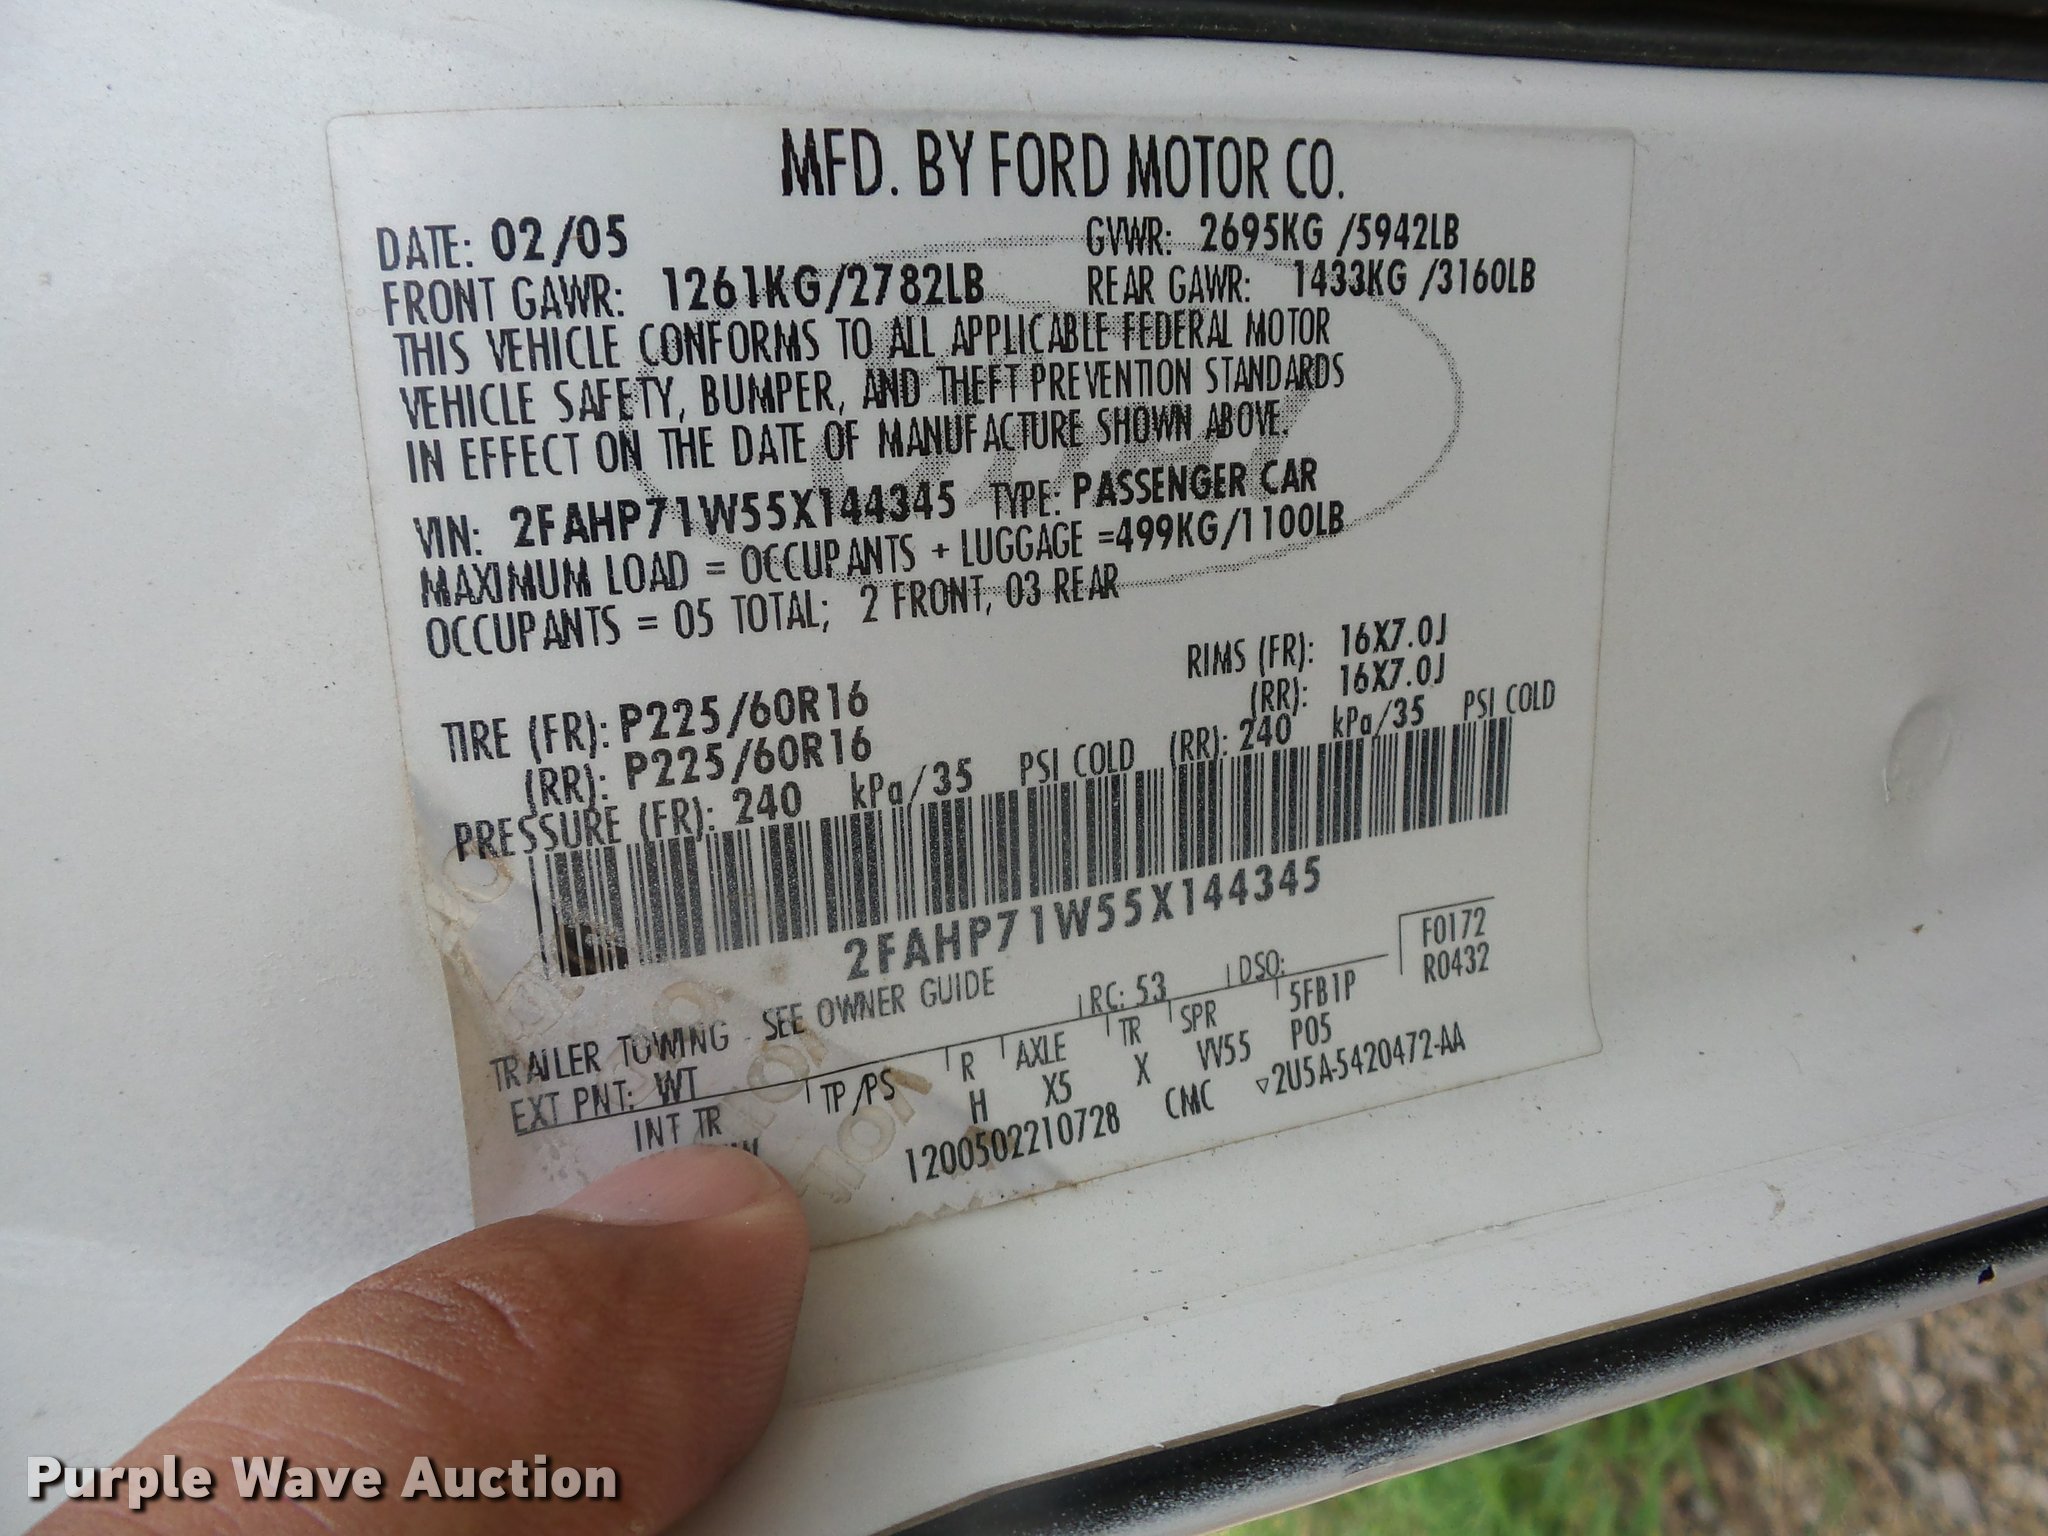 MFD. BY FORD MOTOR CO.
DATE: 02/05 GVWR: 2695KG /5942LB
FRONT GAWR: 1261KG/2782LB REAR GAWR: 1433KG /3160LB
THIS VEHICLE CONFORMS TO ALL APPLICABLE FEDERAL MOTOR
VEHICLE SAFETY, BUMPER, AND THEFT PREVENTION STANDARDS
IN EFFECT ON THE DATE OF MANUFACTURE SHOWN ABOVE.
VIN: 2FAHP71W55X144345 TYPE: PASSENGER CAR
MAXIMUM LOAD = OCCUPANTS + LUGGAGE =499KG/1100LB
OCCUPANTS = 05 TOTAL; 2 FRONT, 03 REAR
RIMS (FR): 16X7.0J
TIRE (FR): P225/60R16 (RR): 16X7.0J
(RR): P225/60R16
PRESSURE (FR): 240 kPa/35 PSI COLD (RR): 240 kPa/35 PSI COLD
2FAHP71W55X144345
TRAILER TOWING - SEE OWNER GUIDE
EXT PNT: WT RC: 53 DSO: F0172
R0432
INT TR TP/PS R AXLE TR SPR 5FB1P
H X5 X VV55 P05
1200502210728 CMC ▿2U5A-5420472-AA
Purple Wave Auction